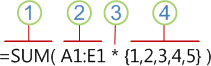 1 2 3 4
=SUM( A1:E1 * {1,2,3,4,5} )